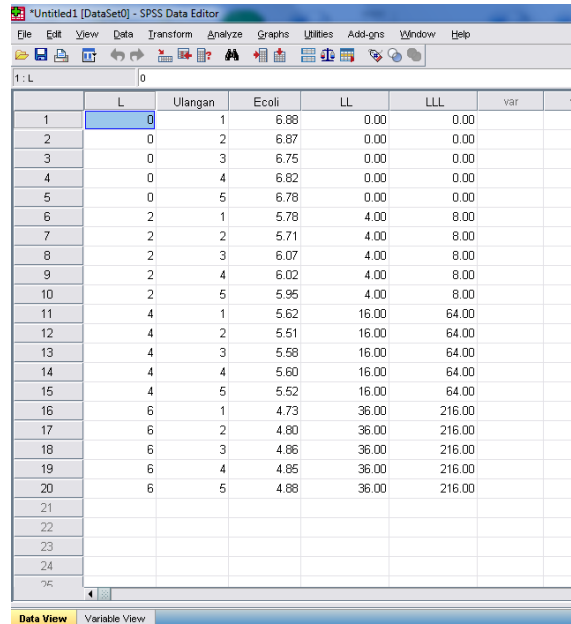 *Untitled1 [DataSet0] - SPSS Data Editor
File Edit View Data Transform Analyze Graphs Utilities Add-ons Window Help
1 : L 0
L Ulangan Ecoli LL LLL var
1 0 1 6.88 0.00 0.00
2 0 2 6.87 0.00 0.00
3 0 3 6.75 0.00 0.00
4 0 4 6.82 0.00 0.00
5 0 5 6.78 0.00 0.00
6 2 1 5.78 4.00 8.00
7 2 2 5.71 4.00 8.00
8 2 3 6.07 4.00 8.00
9 2 4 6.02 4.00 8.00
10 2 5 5.95 4.00 8.00
11 4 1 5.62 16.00 64.00
12 4 2 5.51 16.00 64.00
13 4 3 5.58 16.00 64.00
14 4 4 5.60 16.00 64.00
15 4 5 5.52 16.00 64.00
16 6 1 4.73 36.00 216.00
17 6 2 4.80 36.00 216.00
18 6 3 4.86 36.00 216.00
19 6 4 4.85 36.00 216.00
20 6 5 4.88 36.00 216.00
21
22
23
24
25
Data View Variable View